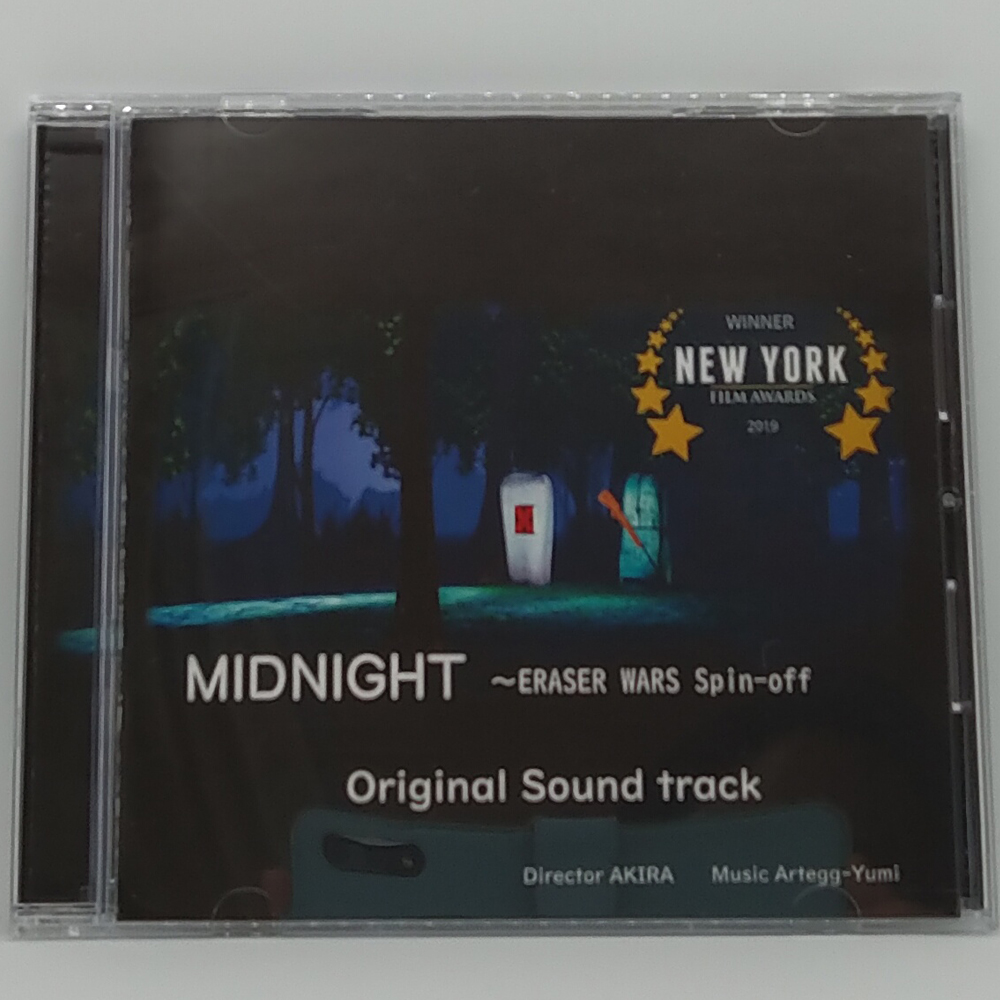 WINNER
NEW YORK
FILM AWARDS
2019
MIDNIGHT ~ERASER WARS Spin-off
Original Sound track
Director AKIRA Music Artegg-Yumi